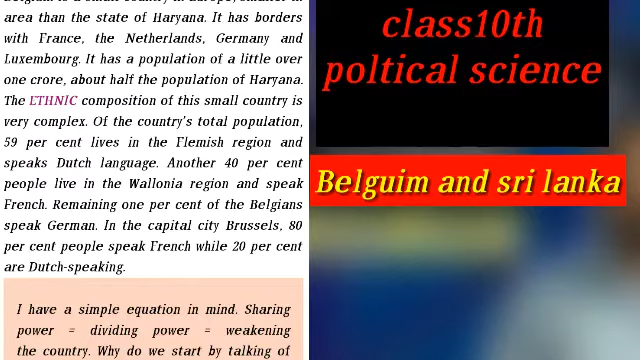 area than the state of Haryana. It has borders
with France, the Netherlands, Germany and
Luxembourg. It has a population of a little over
one crore, about half the population of Haryana.
The ETHNIC composition of this small country is
very complex. Of the country's total population,
59 per cent lives in the Flemish region and
speaks Dutch language. Another 40 per cent
people live in the Wallonia region and speak
French. Remaining one per cent of the Belgians
speak German. In the capital city Brussels, 80
per cent people speak French while 20 per cent
are Dutch-speaking.
I have a simple equation in mind. Sharing
power = dividing power = weakening
the country. Why do we start by talking of
class10th
poltical science
Belguim and sri lanka